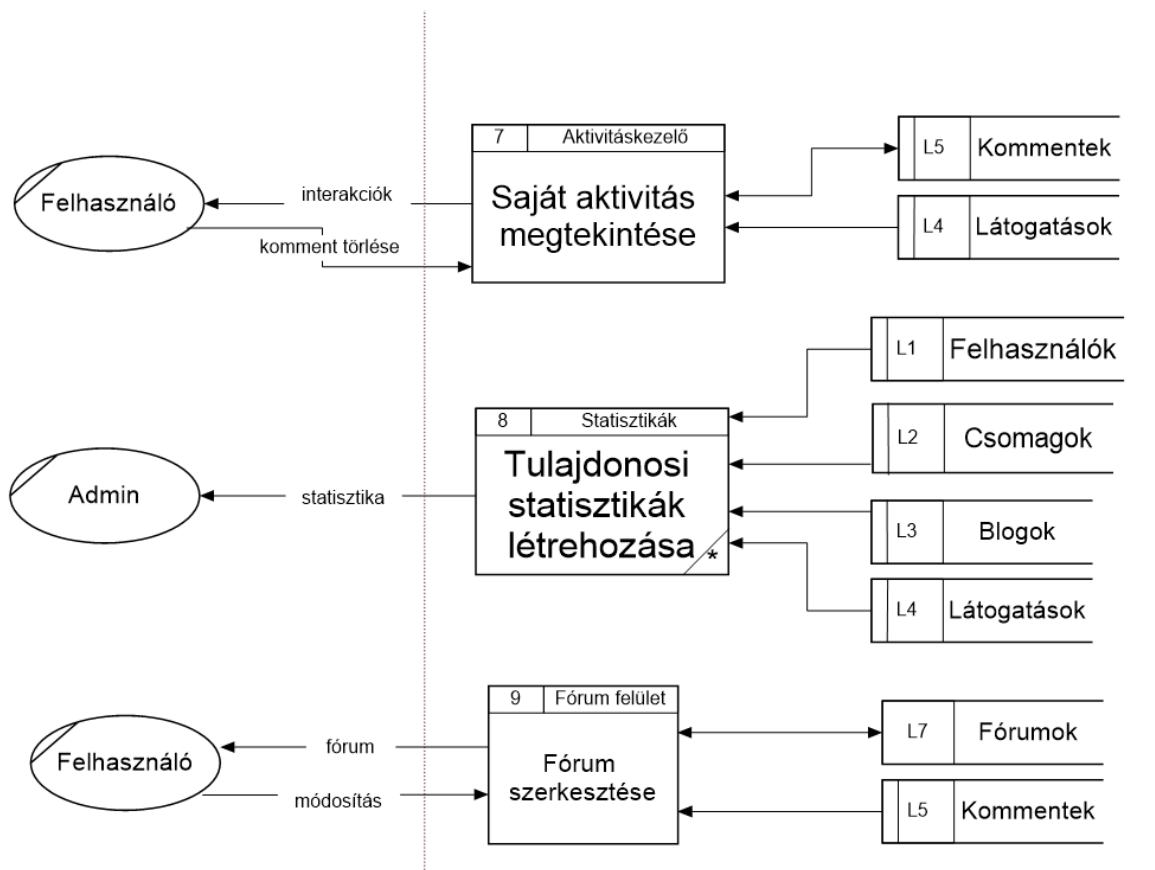 7 Aktivitáskezelő
Saját aktivitás
megtekintése
Felhasználó
interakciók
komment törlése
L5 Kommentek
L4 Látogatások
8 Statisztikák
Tulajdonosi
statisztikák
létrehozása *
Admin
statisztika
L1 Felhasználók
L2 Csomagok
L3 Blogok
L4 Látogatások
9 Fórum felület
Fórum
szerkesztése
Felhasználó
fórum
módosítás
L7 Fórumok
L5 Kommentek